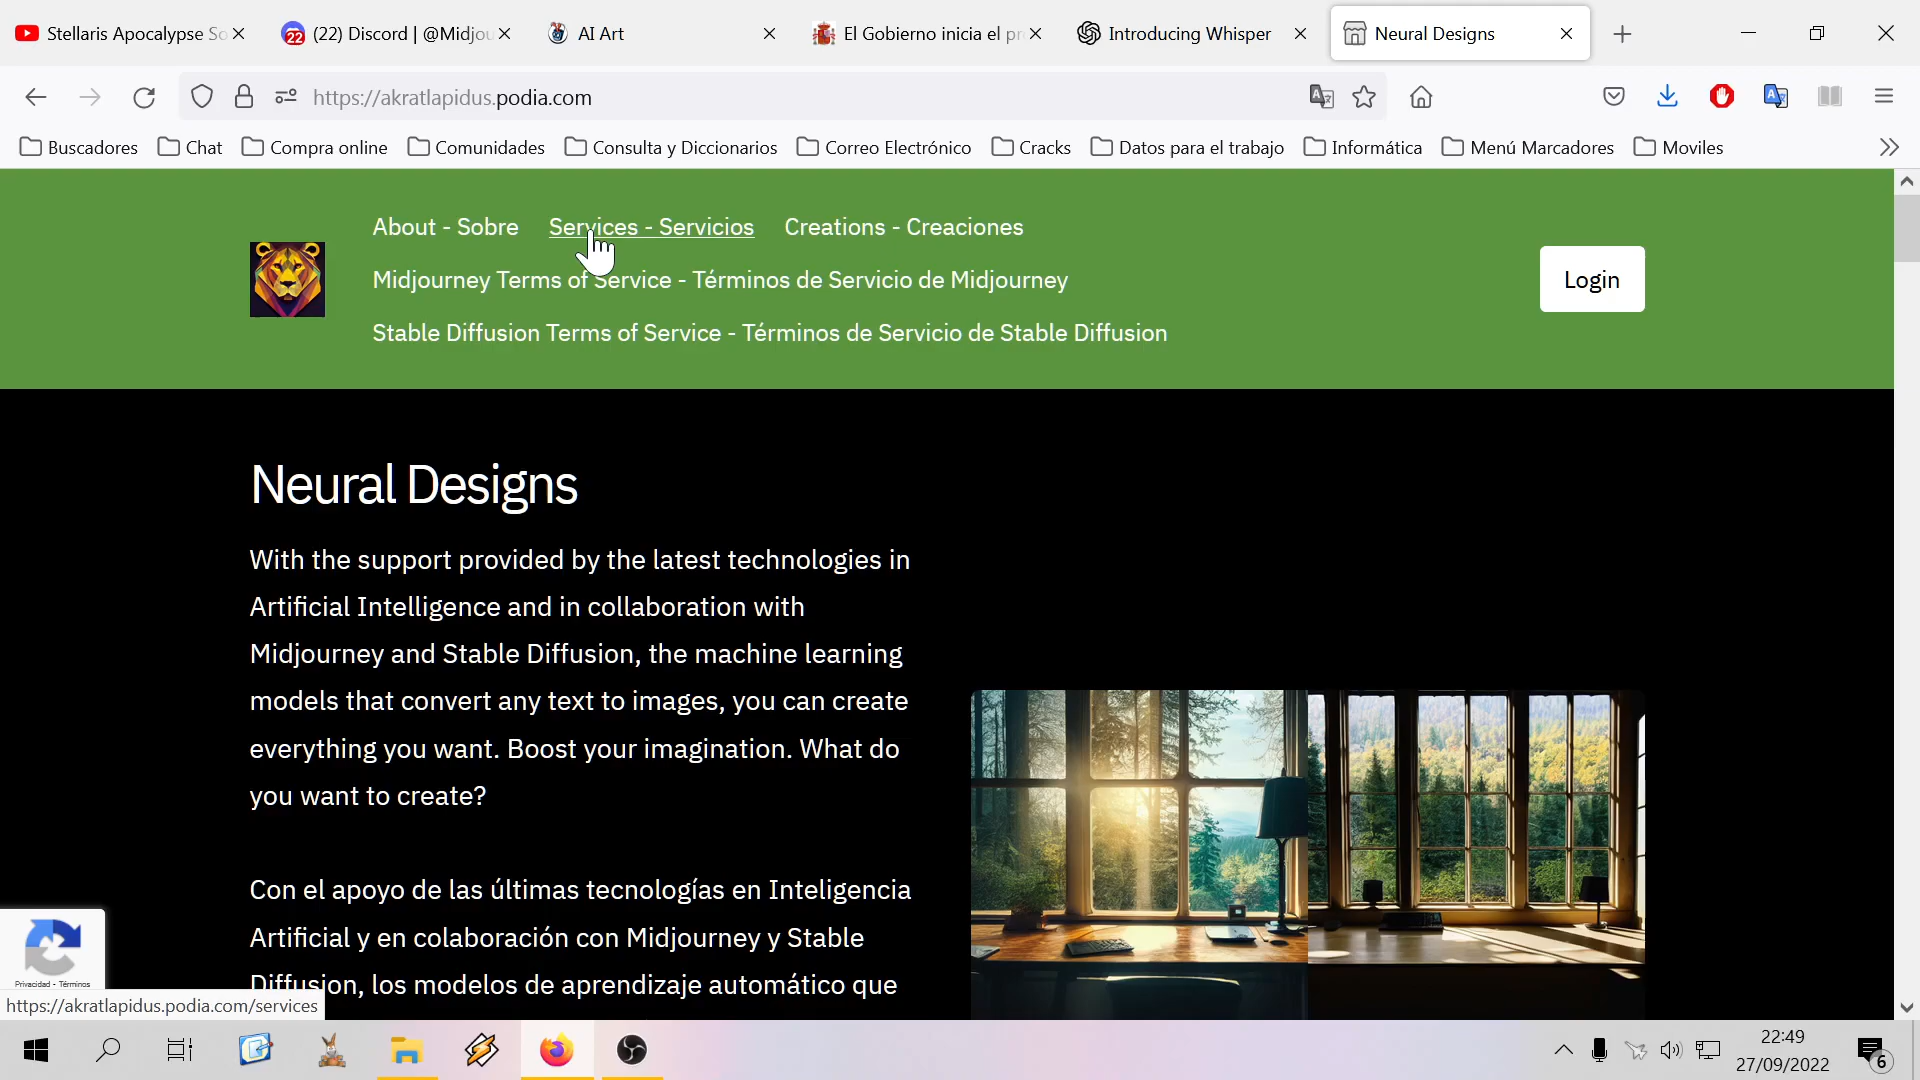 Stellaris Apocalypse So
(22) Discord | @Midjou
AI Art
El Gobierno inicia el pr
Introducing Whisper
Neural Designs
https://akratlapidus.podia.com
Buscadores
Chat
Compra online
Comunidades
Consulta y Diccionarios
Correo Electrónico
Cracks
Datos para el trabajo
Informática
Menú Marcadores
Moviles
About - Sobre
Services - Servicios
Creations - Creaciones
Midjourney Terms of Service - Términos de Servicio de Midjourney
Stable Diffusion Terms of Service - Términos de Servicio de Stable Diffusion
Login
Neural Designs
With the support provided by the latest technologies in
Artificial Intelligence and in collaboration with
Midjourney and Stable Diffusion, the machine learning
models that convert any text to images, you can create
everything you want. Boost your imagination. What do
you want to create?
Con el apoyo de las últimas tecnologías en Inteligencia
Artificial y en colaboración con Midjourney y Stable
Diffusion, los modelos de aprendizaje automático que
Privacidad - Términos
https://akratlapidus.podia.com/services
22:49
27/09/2022
6